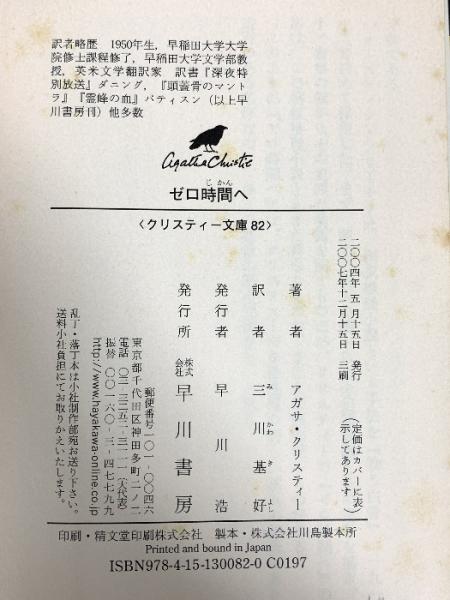 訳者略歴　1950年生，早稲田大学大学
院修士課程修了，早稲田大学文学部教
授，英米文学翻訳家　訳書『深夜特
別放送』ダニング，『頭蓋骨のマント
ラ』『霊峰の血』パティスン（以上早
川書房刊）他多数
Agatha Christie
じかん
ゼロ時間へ
〈クリスティー文庫 82〉
二〇〇四年　五月十五日　発行
二〇〇七年十二月十五日　三刷
（定価はカバーに表
示してあります）
著者　アガサ・クリスティー
訳者　三川基好
み　かわ　き　よし
発行者　早川　浩
発行所　株式会社　早川書房
郵便番号　一〇一-〇〇四六
東京都千代田区神田多町二ノ二
電話　〇三-三二五二-三一一一（大代表）
振替　〇〇一六〇-三-四七七九九
http://www.hayakawa-online.co.jp
乱丁・落丁本は小社制作部宛お送り下さい。
送料小社負担にてお取りかえいたします。
印刷・精文堂印刷株式会社　製本・株式会社川島製本所
Printed and bound in Japan
ISBN978-4-15-130082-0 C0197